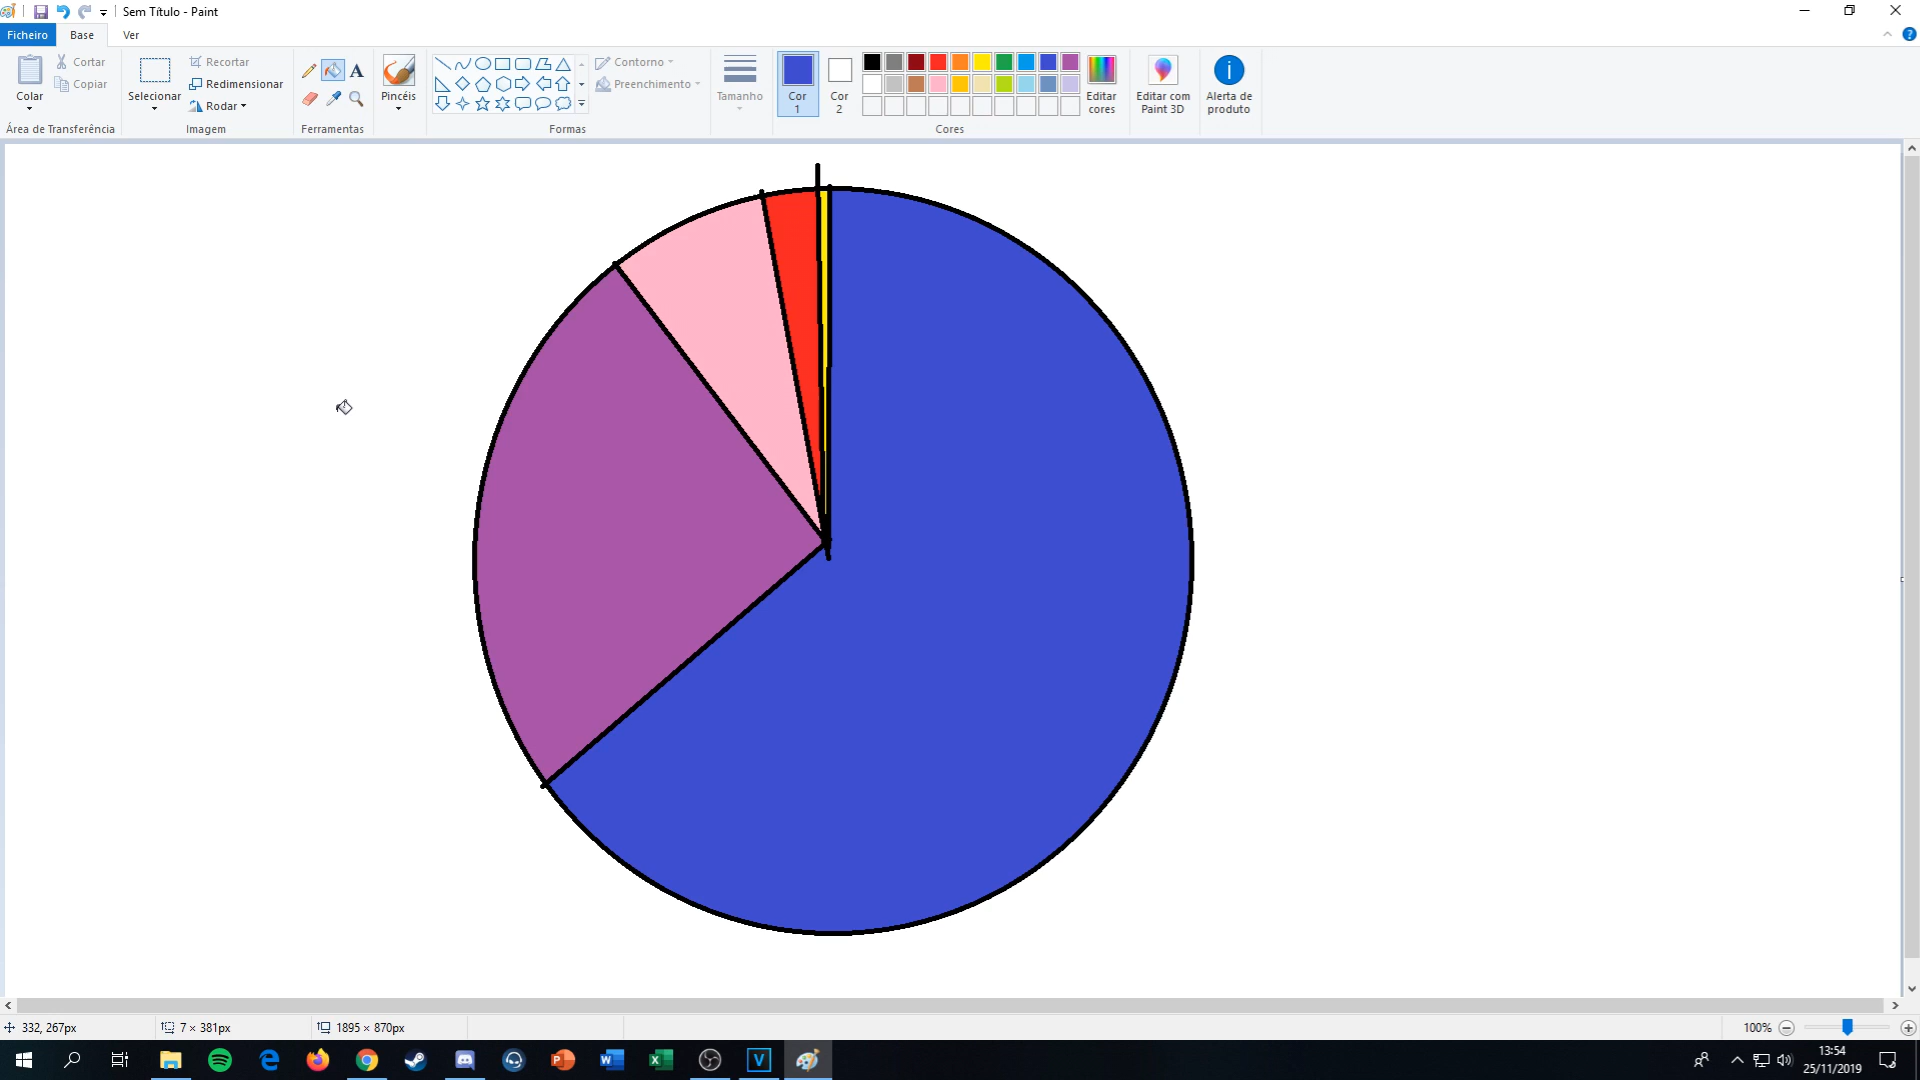 Sem Título - Paint
Ficheiro Base Ver
Colar
Cortar
Copiar
Área de Transferência
Selecionar
Recortar
Redimensionar
Rodar
Imagem
A
Ferramentas
Pincéis
Formas
Contorno
Preenchimento
Tamanho
Cor
1
Cor
2
Cores
Editar
cores
Editar com
Paint 3D
Alerta de
produto
332, 267px 7 × 381px 1895 × 870px 100%
13:54
25/11/2019